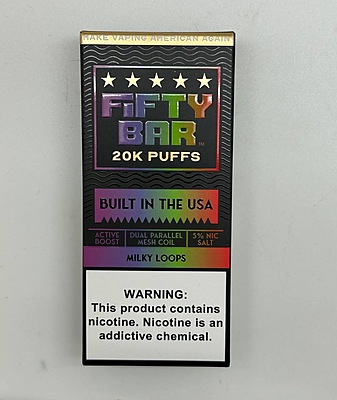 MAKE VAPING AMERICAN AGAIN
FiFTY
BAR™
20K PUFFS
BUILT IN THE USA
ACTIVE
BOOST
DUAL PARALLEL
MESH COIL
5% NIC
SALT
MILKY LOOPS
WARNING:
This product contains
nicotine. Nicotine is an
addictive chemical.